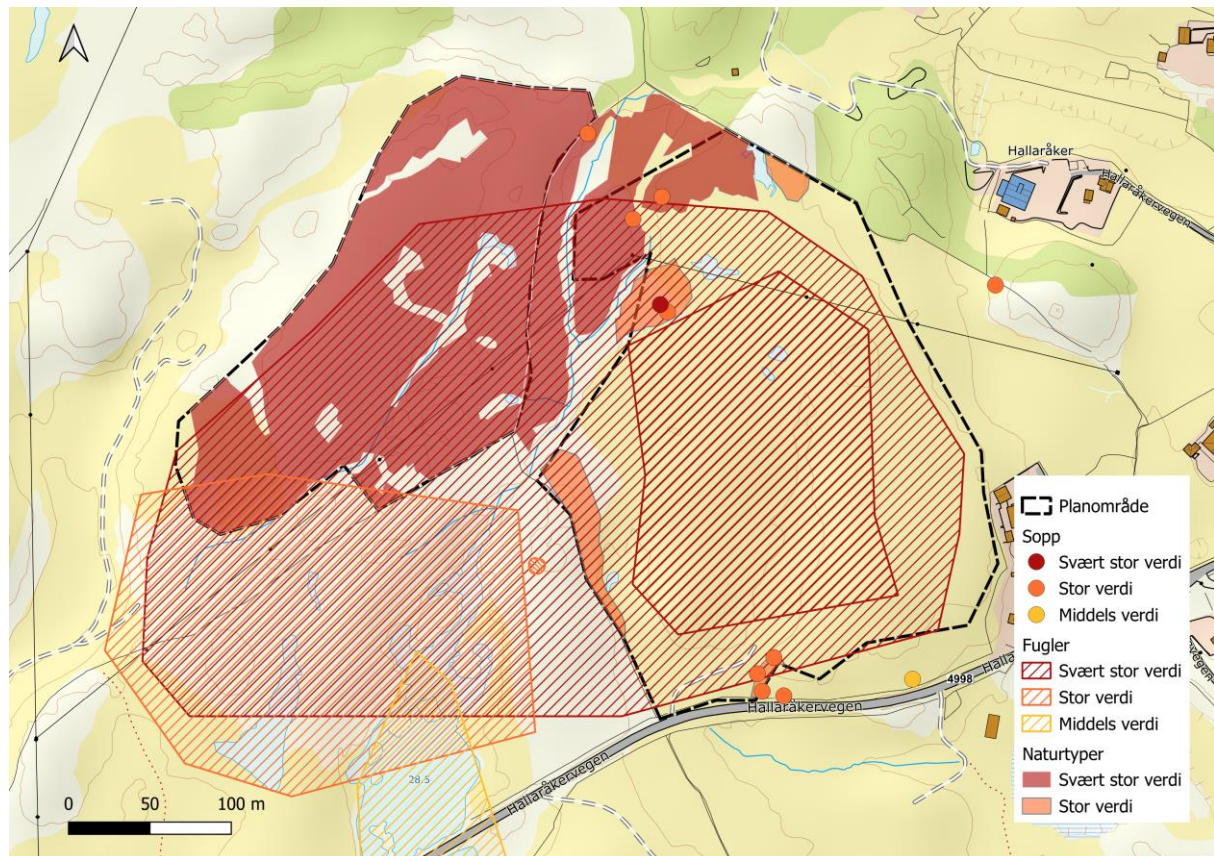 Hallaråker
Hallaråkervegen
Planområde
Sopp
Svært stor verdi
Stor verdi
Middels verdi
Fugler
Svært stor verdi
Stor verdi
Middels verdi
Naturtyper
Svært stor verdi
Stor verdi
4998
Hallaråkervegen
28.5
Hallaråkervegen
0 50 100 m